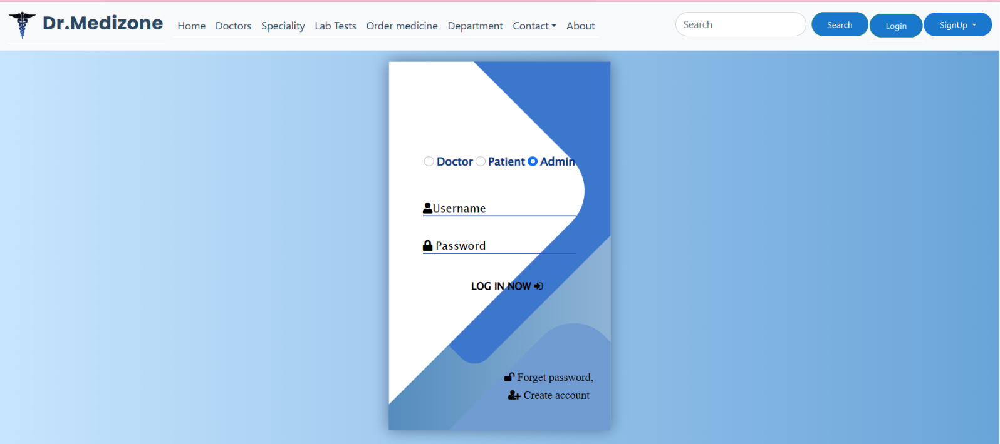 Dr.Medizone Home Doctors Speciality Lab Tests Order medicine Department Contact About Search Search Login SignUp
Doctor Patient Admin
Username
Password
LOG IN NOW
Forget password,
Create account